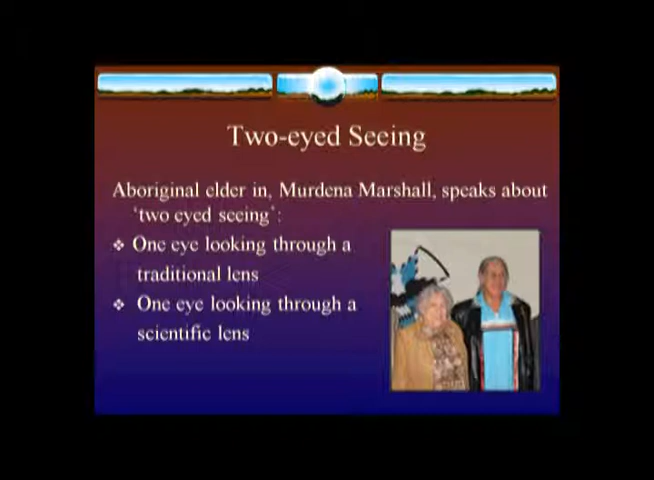 Two-eyed Seeing
Aboriginal elder in, Murdena Marshall, speaks about
'two eyed seeing':
One eye looking through a
traditional lens
One eye looking through a
scientific lens